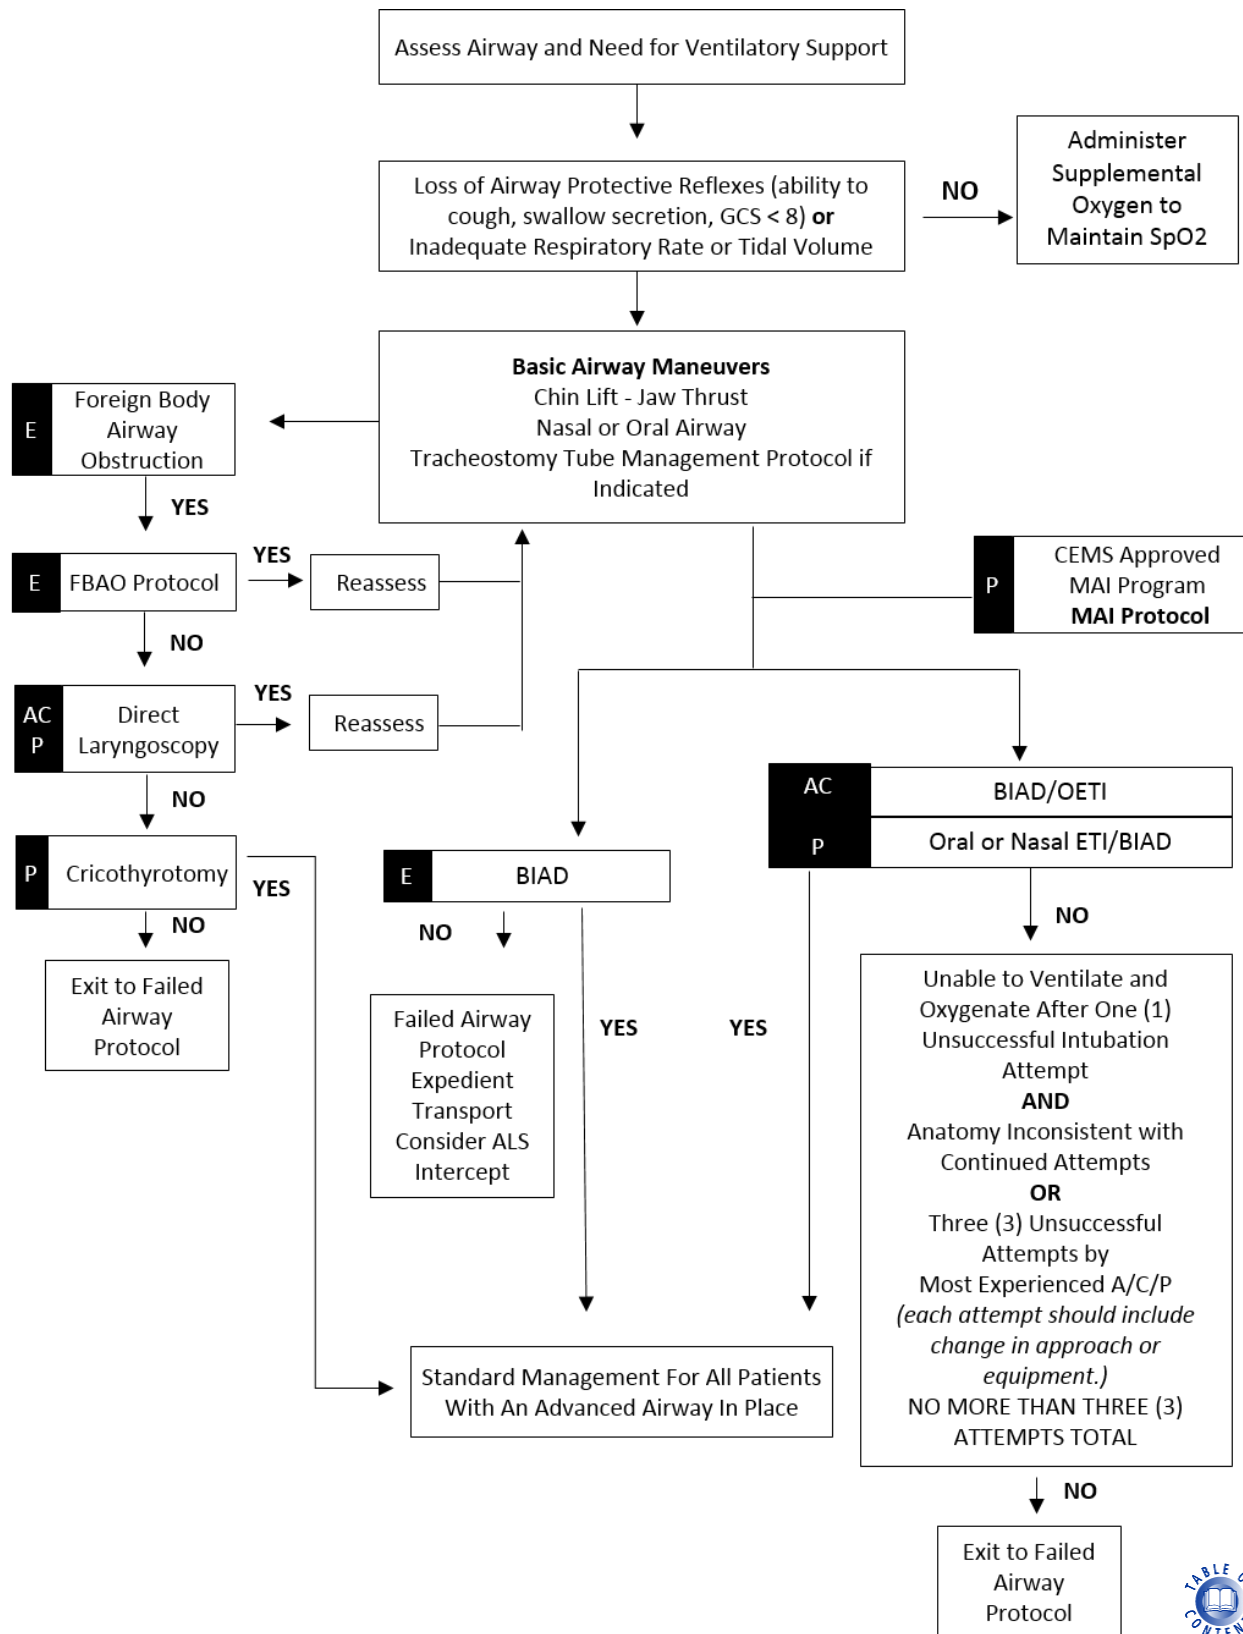 Assess Airway and Need for Ventilatory Support
Loss of Airway Protective Reflexes (ability to
cough, swallow secretion, GCS < 8) or
Inadequate Respiratory Rate or Tidal Volume
NO
Administer
Supplemental
Oxygen to
Maintain SpO2
Basic Airway Maneuvers
Chin Lift - Jaw Thrust
Nasal or Oral Airway
Tracheostomy Tube Management Protocol if
Indicated
E
Foreign Body
Airway
Obstruction
YES
E
FBAO Protocol
YES
Reassess
NO
AC
P
Direct
Laryngoscopy
YES
Reassess
NO
P
Cricothyrotomy
YES
NO
Exit to Failed
Airway
Protocol
P
CEMS Approved
MAI Program
MAI Protocol
E
BIAD
NO
YES
Failed Airway
Protocol
Expedient
Transport
Consider ALS
Intercept
AC
P
BIAD/OETI
Oral or Nasal ETI/BIAD
YES
NO
Unable to Ventilate and
Oxygenate After One (1)
Unsuccessful Intubation
Attempt
AND
Anatomy Inconsistent with
Continued Attempts
OR
Three (3) Unsuccessful
Attempts by
Most Experienced A/C/P
(each attempt should include
change in approach or
equipment.)
NO MORE THAN THREE (3)
ATTEMPTS TOTAL
NO
Exit to Failed
Airway
Protocol
Standard Management For All Patients
With An Advanced Airway In Place
TABLE